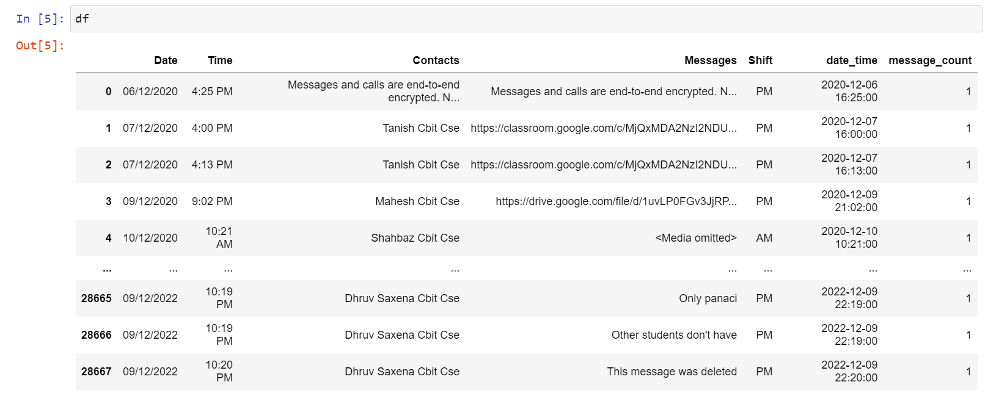 In [5]: df
Out[5]:
Date Time Contacts Messages Shift date_time message_count
0 06/12/2020 4:25 PM Messages and calls are end-to-end encrypted. N... Messages and calls are end-to-end encrypted. N... PM 2020-12-06 16:25:00 1
1 07/12/2020 4:00 PM Tanish Cbit Cse https://classroom.google.com/c/MjQxMDA2NzI2NDU... PM 2020-12-07 16:00:00 1
2 07/12/2020 4:13 PM Tanish Cbit Cse https://classroom.google.com/c/MjQxMDA2NzI2NDU... PM 2020-12-07 16:13:00 1
3 09/12/2020 9:02 PM Mahesh Cbit Cse https://drive.google.com/file/d/1uvLP0FGv3JjRP... PM 2020-12-09 21:02:00 1
4 10/12/2020 10:21 AM Shahbaz Cbit Cse <Media omitted> AM 2020-12-10 10:21:00 1
... ... ... ... ... ... ... ...
28665 09/12/2022 10:19 PM Dhruv Saxena Cbit Cse Only panaci PM 2022-12-09 22:19:00 1
28666 09/12/2022 10:19 PM Dhruv Saxena Cbit Cse Other students don't have PM 2022-12-09 22:19:00 1
28667 09/12/2022 10:20 PM Dhruv Saxena Cbit Cse This message was deleted PM 2022-12-09 22:20:00 1